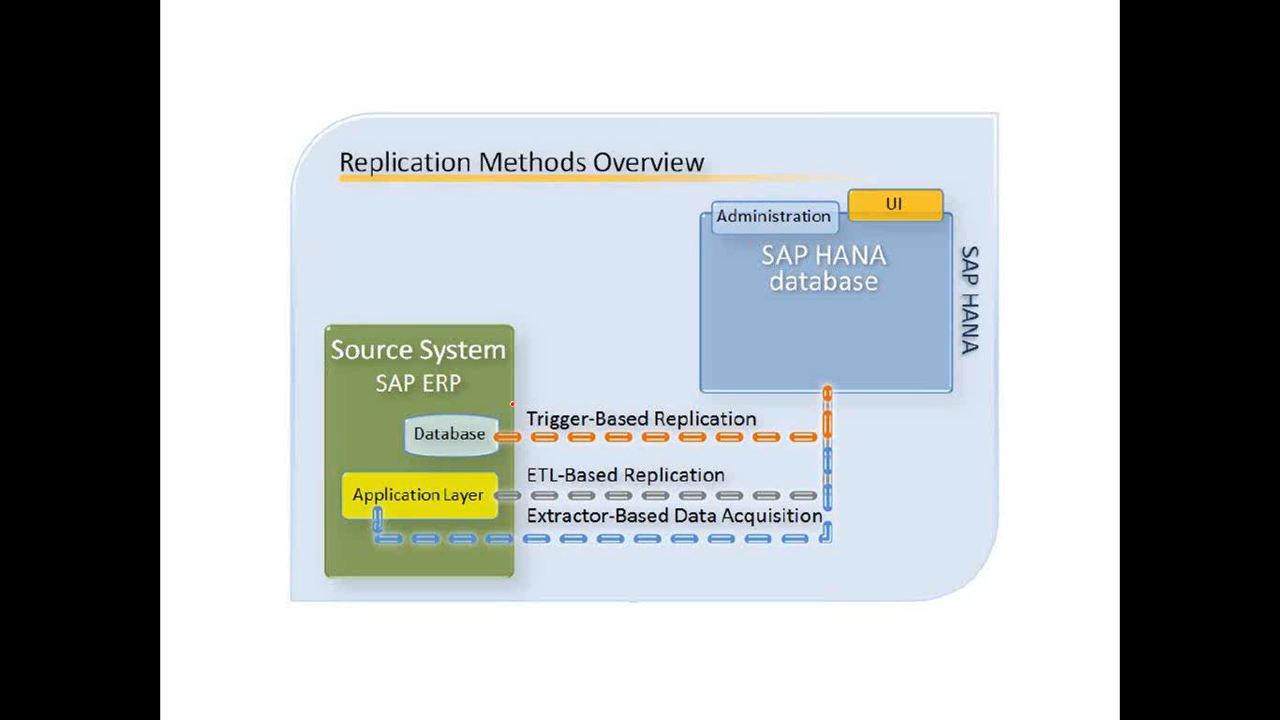 Replication Methods Overview
UI
Administration
SAP HANA
database
SAP HANA
Source System
SAP ERP
Database
Trigger-Based Replication
ETL-Based Replication
Application Layer
Extractor-Based Data Acquisition